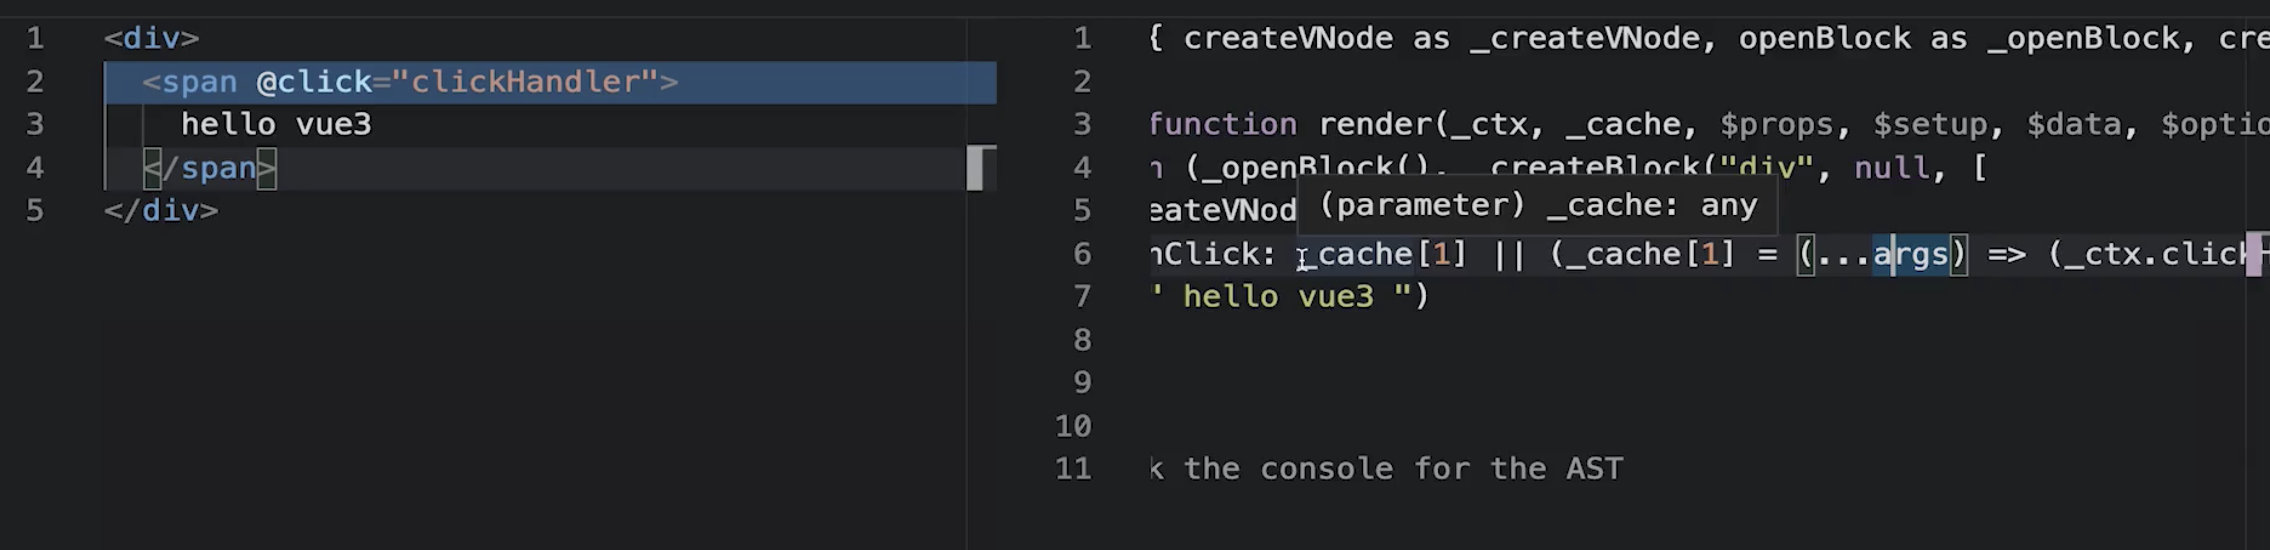 1 <div>
2 <span @click="clickHandler">
3 hello vue3
4 </span>
5 </div>
1 { createVNode as _createVNode, openBlock as _openBlock, cre
2
3 function render(_ctx, _cache, $props, $setup, $data, $optio
4 n (_openBlock(), _createBlock("div", null, [
5 eateVNod
(parameter) _cache: any
6 nClick: _cache[1] || (_cache[1] = (...args) => (_ctx.click
7 " hello vue3 ")
8
9
10
11 k the console for the AST